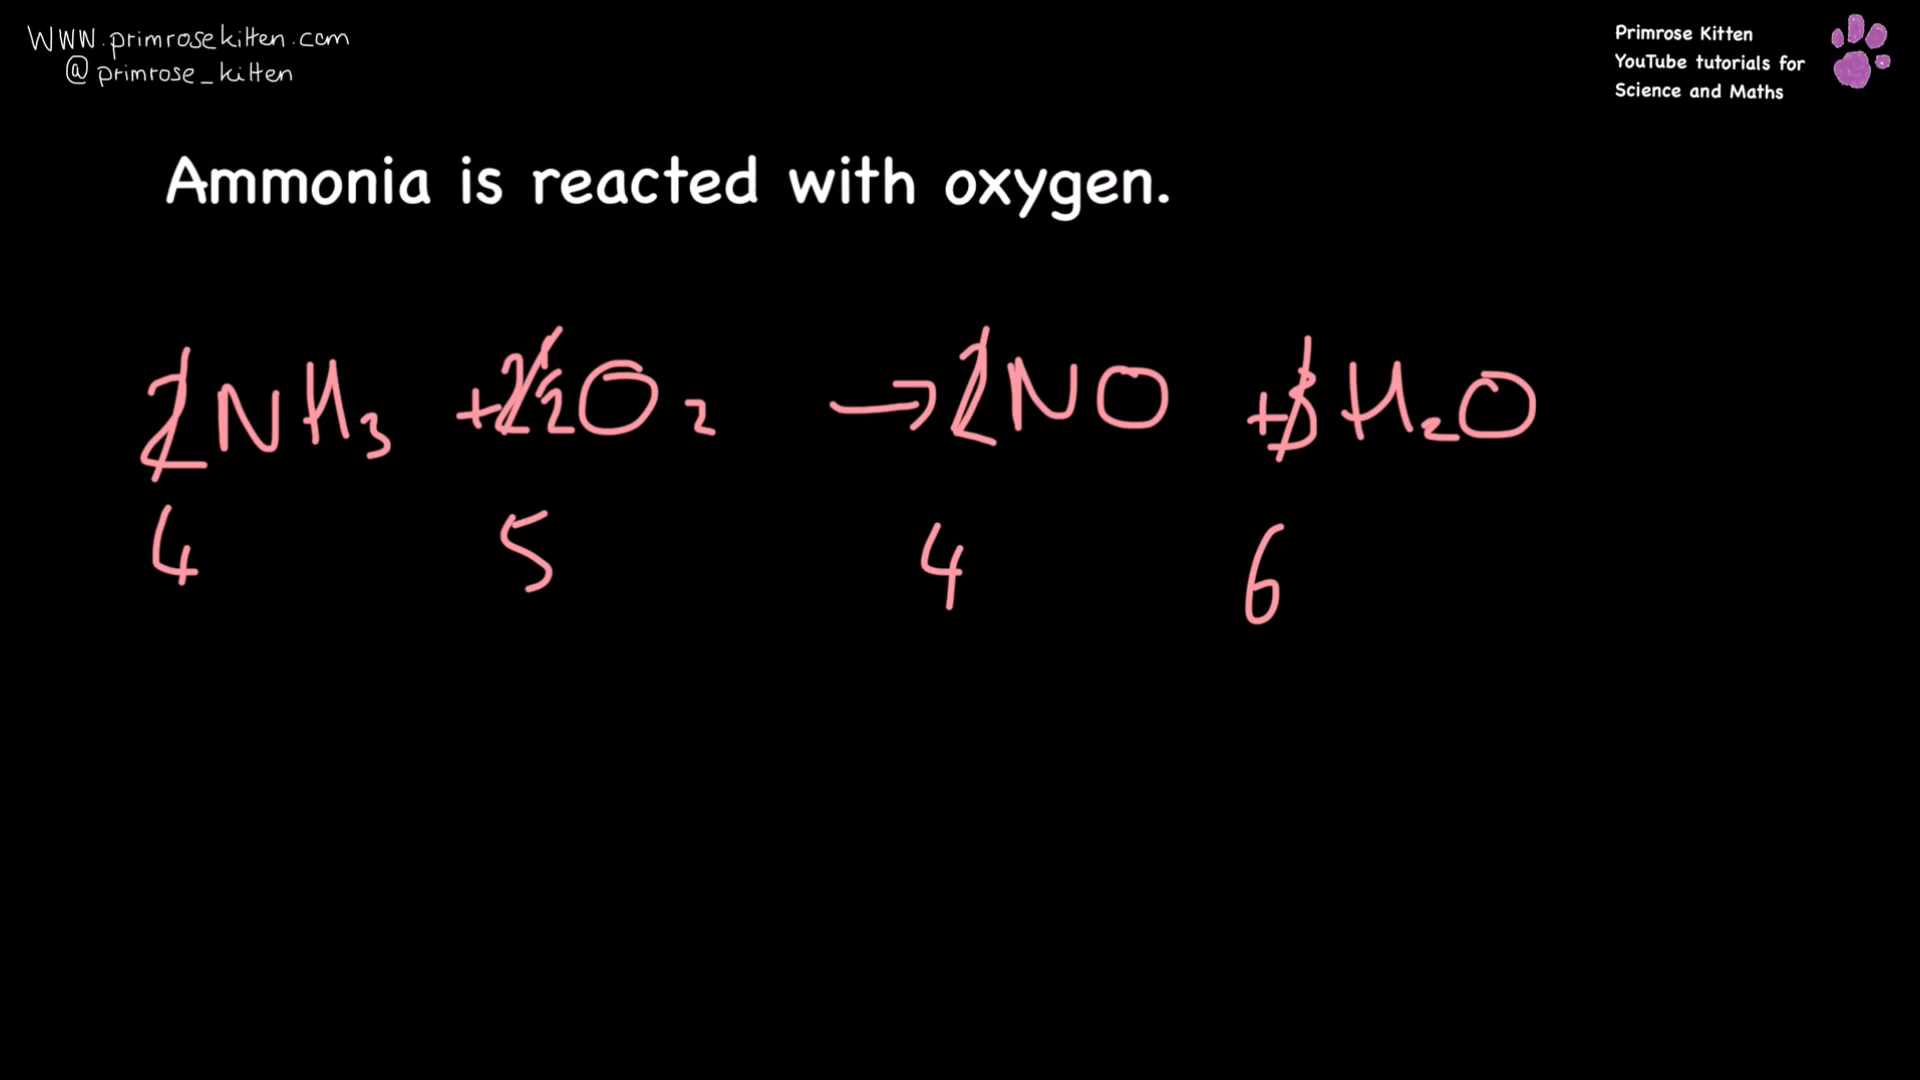 www.primrosekitten.com
@primrose_kitten
Primrose Kitten
YouTube tutorials for
Science and Maths
Ammonia is reacted with oxygen.
2NH₃ + 2½O₂ → 2NO + 3H₂O
4 5 4 6